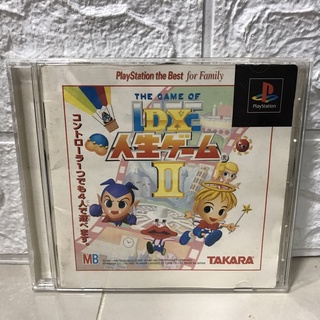 PlayStation the Best for Family
PlayStation
THE GAME OF
LIFE
DX
人生ゲーム
II
コントローラ1つでも4人で遊べます。
MB
TAKARA